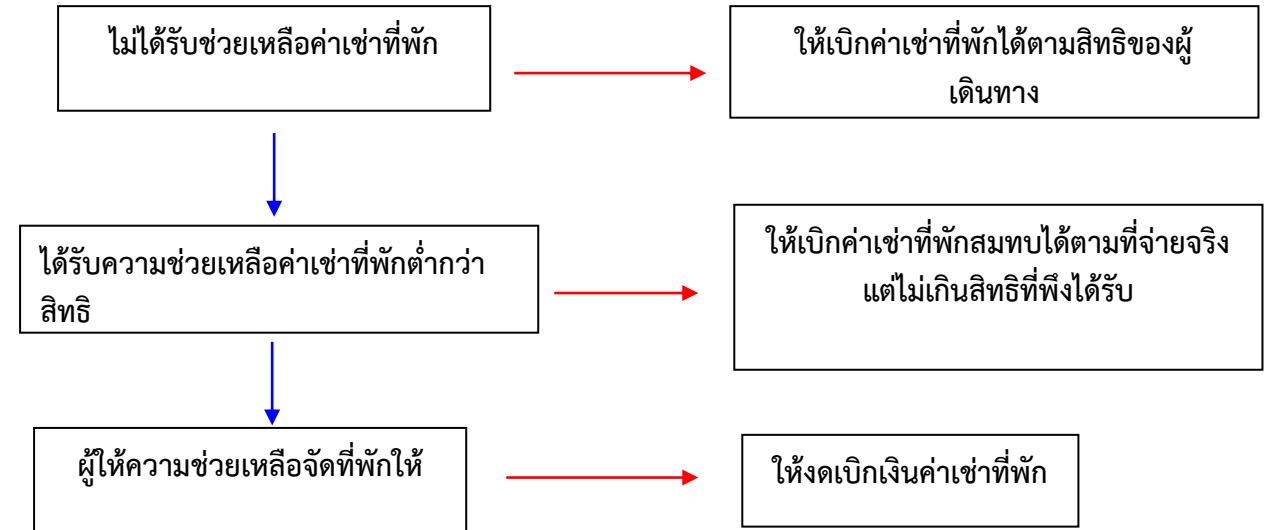 ไม่ได้รับช่วยเหลือค่าเช่าที่พัก
ให้เบิกค่าเช่าที่พักได้ตามสิทธิของผู้
เดินทาง
ได้รับความช่วยเหลือค่าเช่าที่พักต่ำกว่า
สิทธิ
ให้เบิกค่าเช่าที่พักสมทบได้ตามที่จ่ายจริง
แต่ไม่เกินสิทธิที่พึงได้รับ
ผู้ให้ความช่วยเหลือจัดที่พักให้
ให้งดเบิกเงินค่าเช่าที่พัก